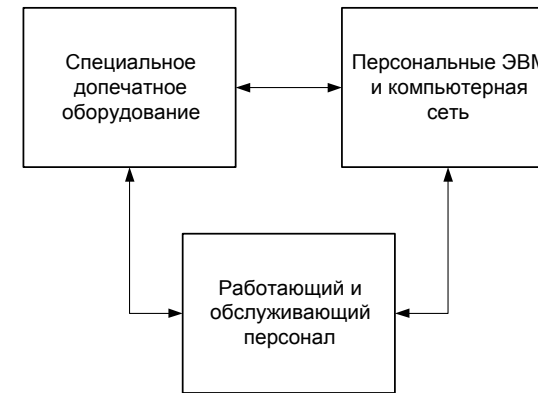 Специальное
допечатное
оборудование
Персональные ЭВМ
и компьютерная
сеть
Работающий и
обслуживающий
персонал